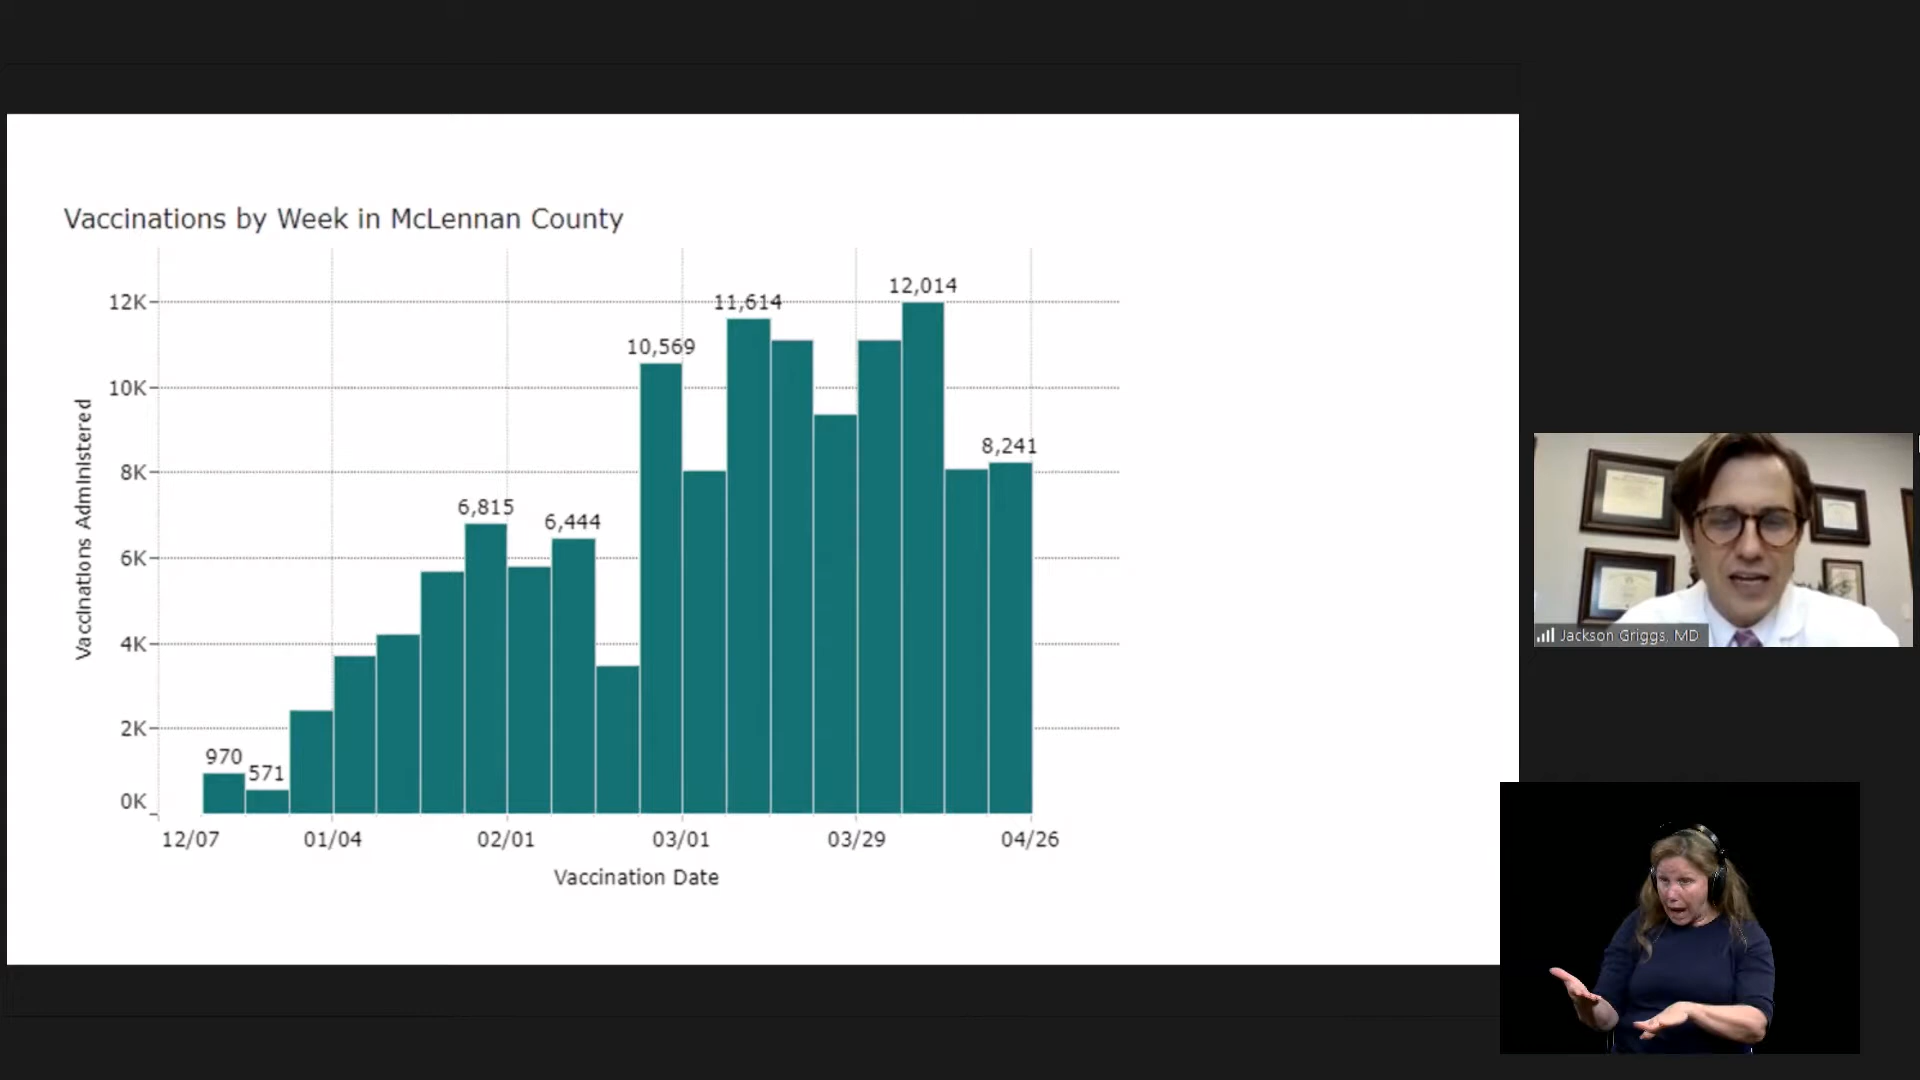 Vaccinations by Week in McLennan County
12,014
12K
11,614
10,569
10K
8,241
8K
6,815
6,444
6K
4K
2K
970
571
0K
Vaccinations Administered
12/07 01/04 02/01 03/01 03/29 04/26
Vaccination Date
Jackson Griggs, MD